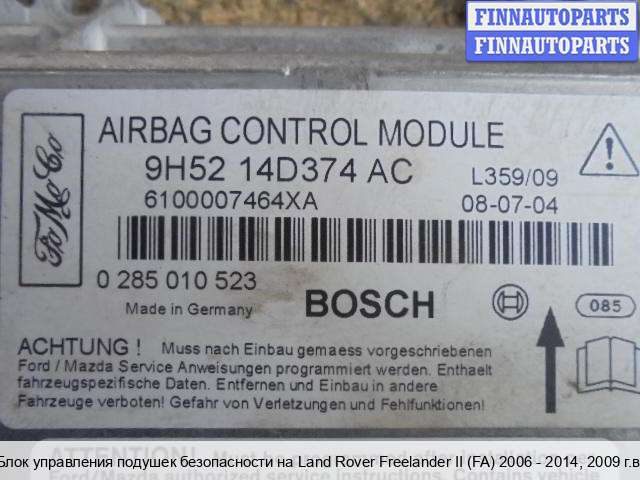 FINNAUTOPARTS
FINNAUTOPARTS
FoMoCo
AIRBAG CONTROL MODULE
9H52 14D374 AC
L359/09
6100007464XA
08-07-04
0 285 010 523
Made in Germany
BOSCH
085
ACHTUNG ! Muss nach Einbau gemaess vorgeschriebenen
Ford / Mazda Service Anweisungen programmiert werden. Enthaelt
fahrzeugspezifische Daten. Entfernen und Einbau in andere
Fahrzeuge verboten! Gefahr von Verletzungen und Fehlfunktionen!
Блок управления подушек безопасности на Land Rover Freelander II (FA) 2006 - 2014, 2009 г.в